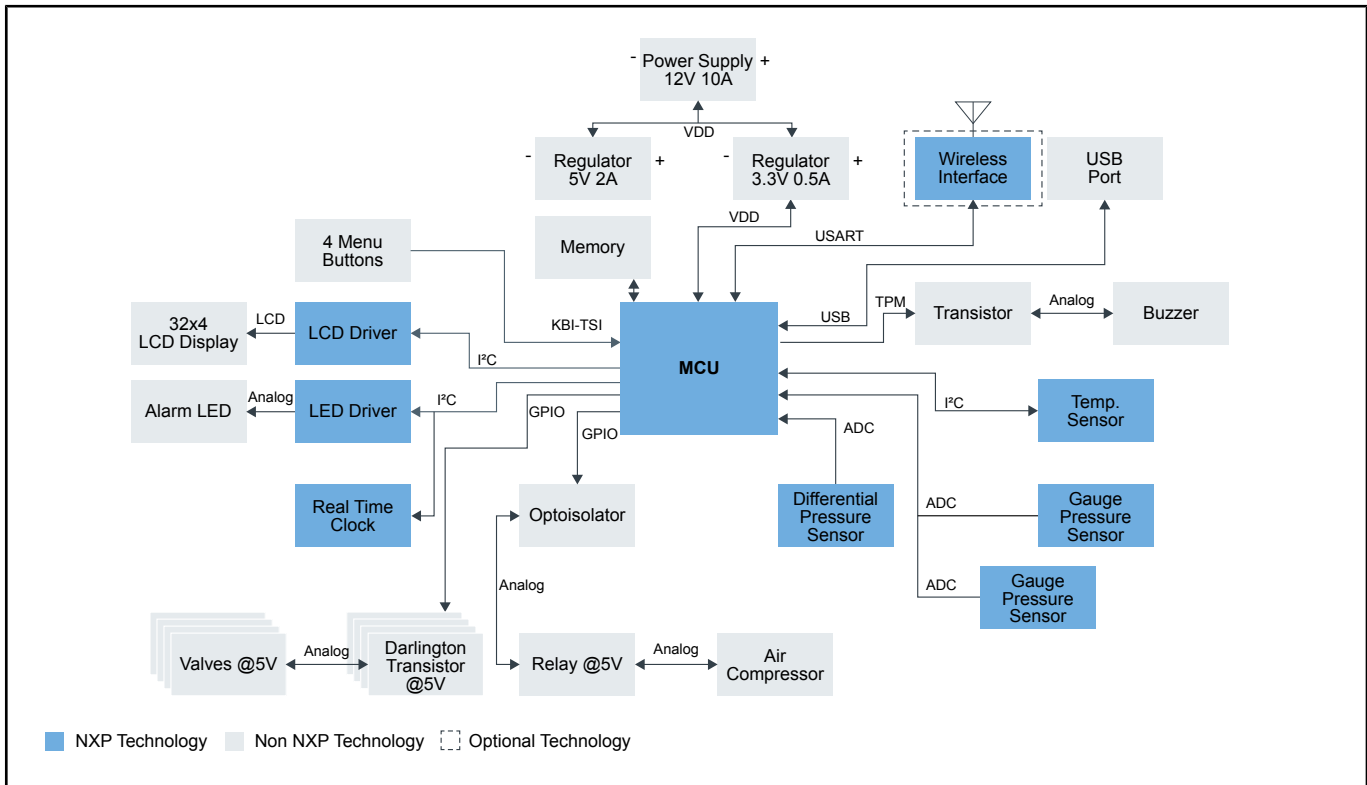 - Power Supply +
12V 10A
VDD
- Regulator +
5V 2A
- Regulator +
3.3V 0.5A
Wireless
Interface
USB
Port
VDD
USART
4 Menu
Buttons
Memory
KBI-TSI
USB
TPM
Transistor
Analog
Buzzer
32x4
LCD Display
LCD
LCD Driver
I²C
MCU
Alarm LED
Analog
LED Driver
I²C
GPIO
GPIO
ADC
I²C
Temp.
Sensor
Real Time
Clock
Optoisolator
Differential
Pressure
Sensor
ADC
Gauge
Pressure
Sensor
Analog
ADC
Gauge
Pressure
Sensor
Valves @5V
Analog
Darlington
Transistor
@5V
Relay @5V
Analog
Air
Compressor
NXP Technology
Non NXP Technology
Optional Technology